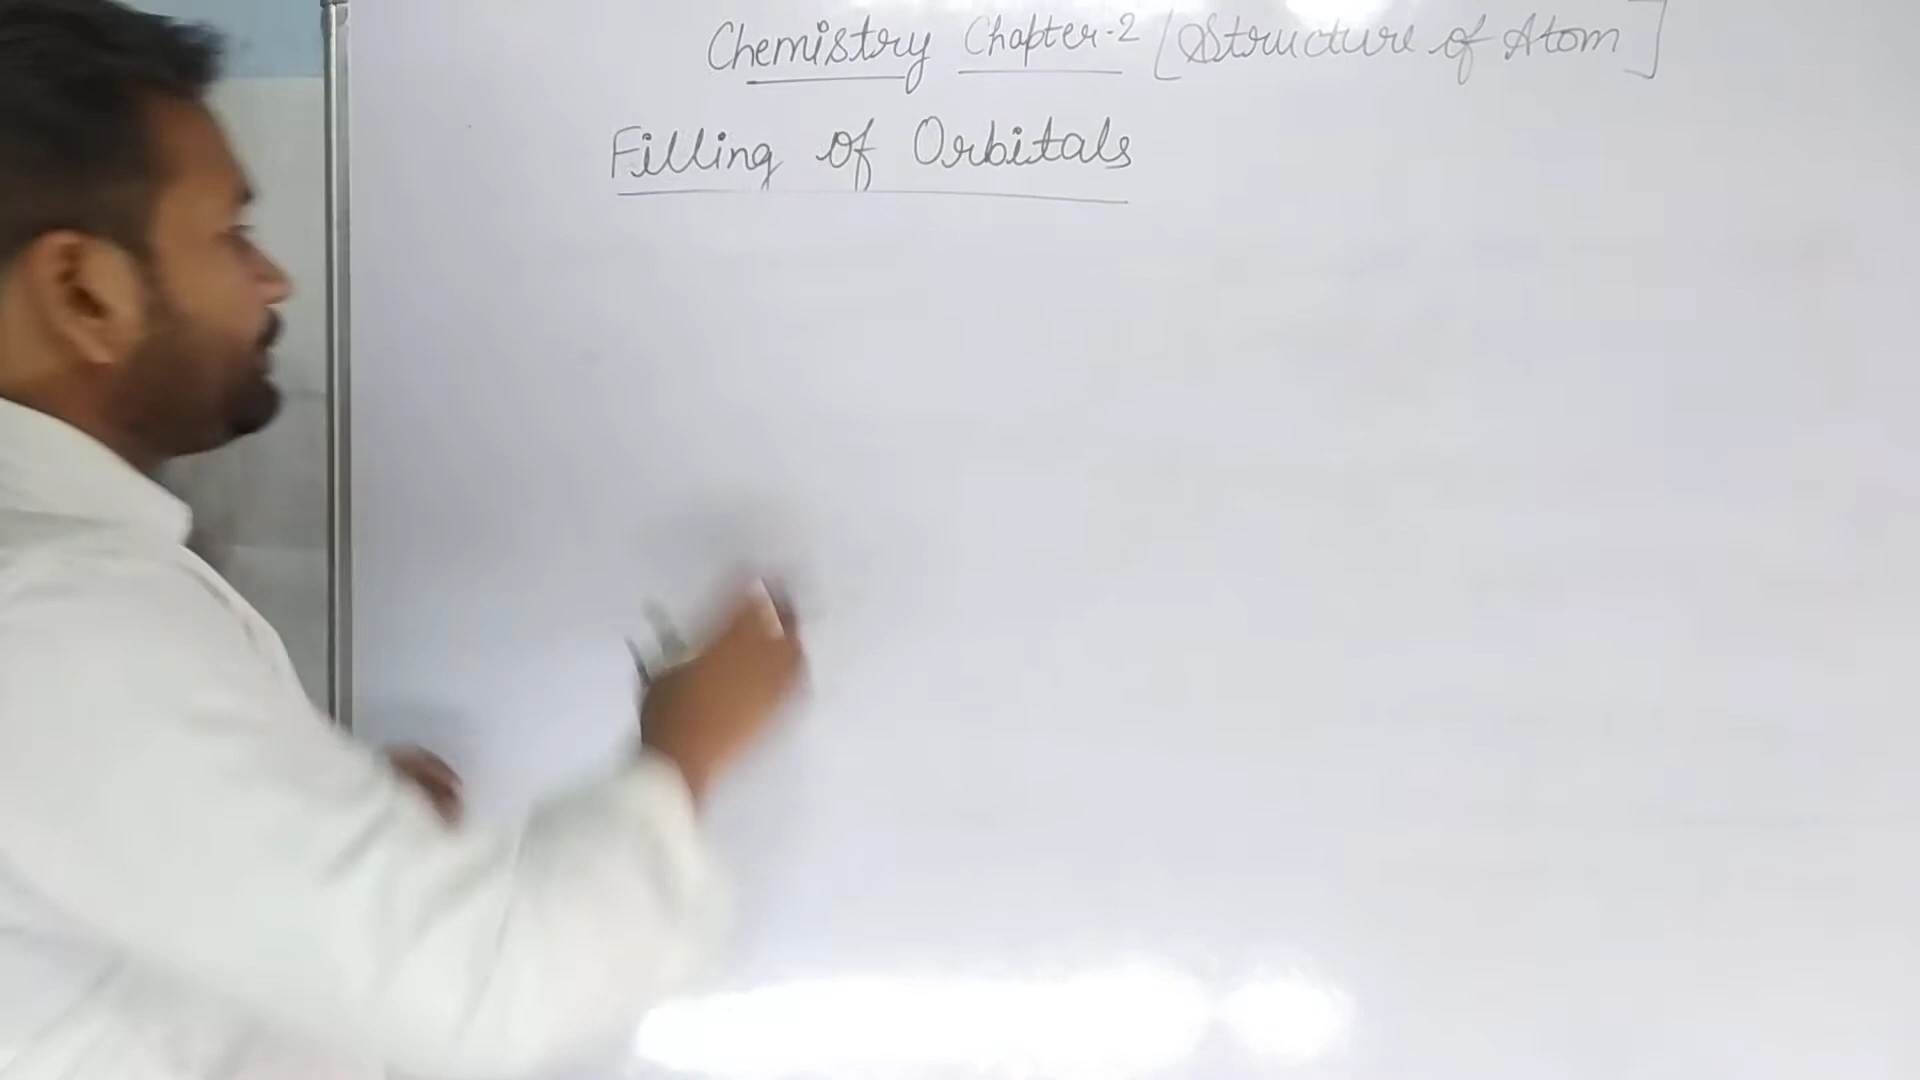 Chemistry Chapter-2 [Structure of Atom]
Filling of Orbitals